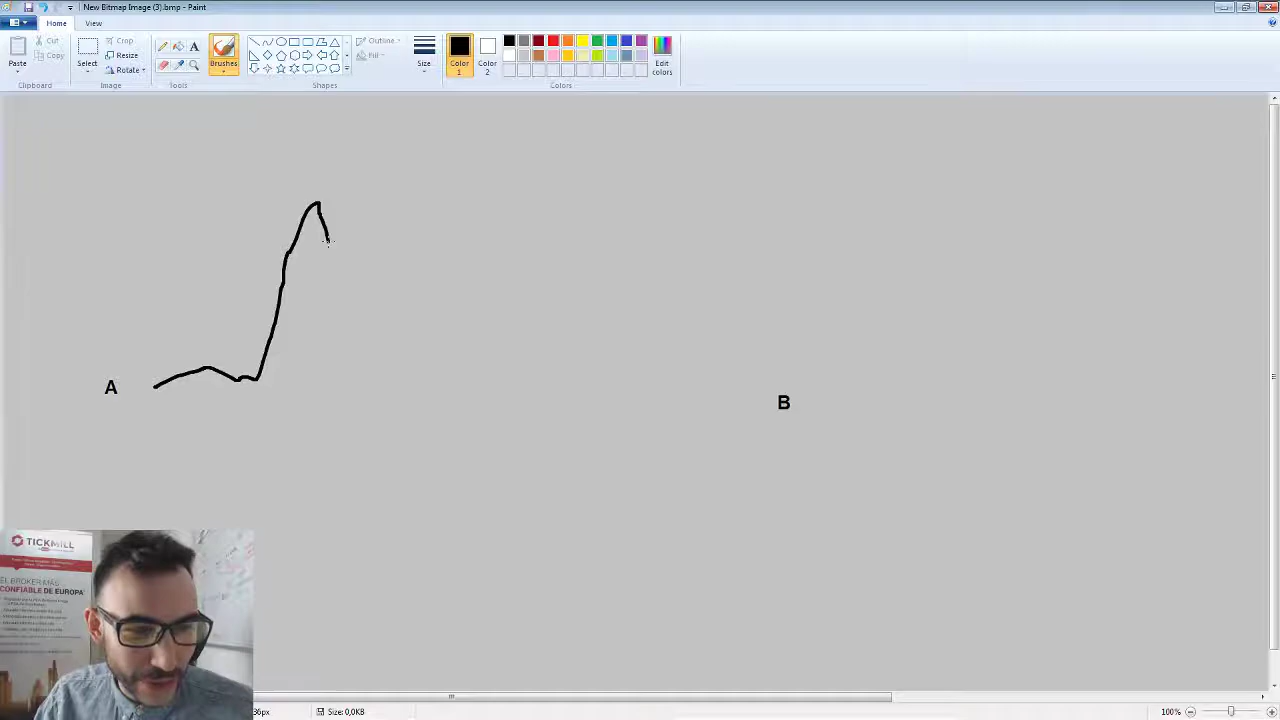 New Bitmap Image (3).bmp - Paint
Home
View
Paste
Cut
Copy
Clipboard
Select
Crop
Resize
Rotate
Image
A
Tools
Brushes
Outline
Fill
Shapes
Size
Color
1
Color
2
Edit
colors
Colors
A
B
TICKMILL
EL BROKER MÁS
CONFIABLE DE EUROPA
36px
Size: 0,0KB
100%